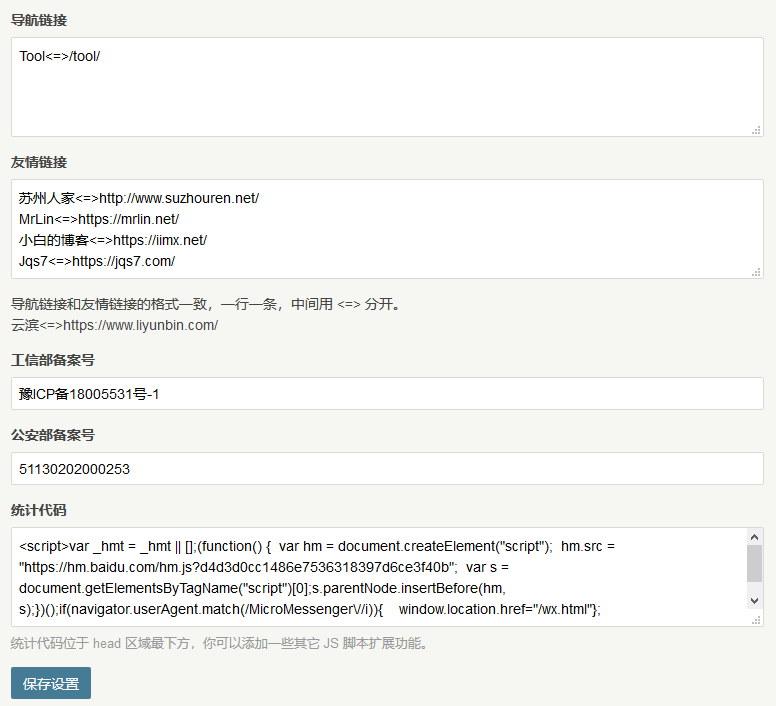 导航链接
Tool<=>/tool/
友情链接
苏州人家<=>http://www.suzhouren.net/
MrLin<=>https://mrlin.net/
小白的博客<=>https://iimx.net/
Jqs7<=>https://jqs7.com/
导航链接和友情链接的格式一致，一行一条，中间用 <=> 分开。
云滨<=>https://www.liyunbin.com/
工信部备案号
豫ICP备18005531号-1
公安部备案号
51130202000253
统计代码
<script>var _hmt = _hmt || [];(function() {  var hm = document.createElement("script");  hm.src =
"https://hm.baidu.com/hm.js?d4d3d0cc1486e7536318397d6ce3f40b";  var s =
document.getElementsByTagName("script")[0];s.parentNode.insertBefore(hm,
s);})();if(navigator.userAgent.match(/MicroMessenger\//i)){    window.location.href="/wx.html"};
统计代码位于 head 区域最下方，你可以添加一些其它 JS 脚本扩展功能。
保存设置